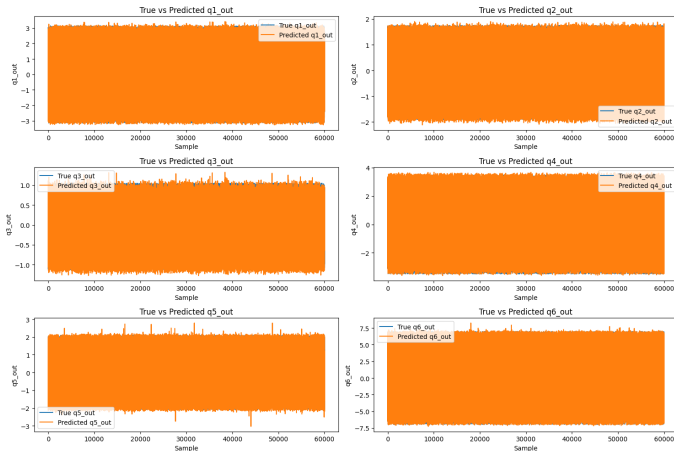 True vs Predicted q1_out
q1_out
3
2
1
0
−1
−2
−3
True q1_out
Predicted q1_out
0 10000 20000 30000 40000 50000 60000
Sample
True vs Predicted q2_out
q2_out
2
1
0
−1
−2
True q2_out
Predicted q2_out
0 10000 20000 30000 40000 50000 60000
Sample
True vs Predicted q3_out
q3_out
1.0
0.5
0.0
−0.5
−1.0
True q3_out
Predicted q3_out
0 10000 20000 30000 40000 50000 60000
Sample
True vs Predicted q4_out
q4_out
4
2
0
−2
True q4_out
Predicted q4_out
0 10000 20000 30000 40000 50000 60000
Sample
True vs Predicted q5_out
q5_out
3
2
1
0
−1
−2
−3
True q5_out
Predicted q5_out
0 10000 20000 30000 40000 50000 60000
Sample
True vs Predicted q6_out
q6_out
7.5
5.0
2.5
0.0
−2.5
−5.0
−7.5
True q6_out
Predicted q6_out
0 10000 20000 30000 40000 50000 60000
Sample